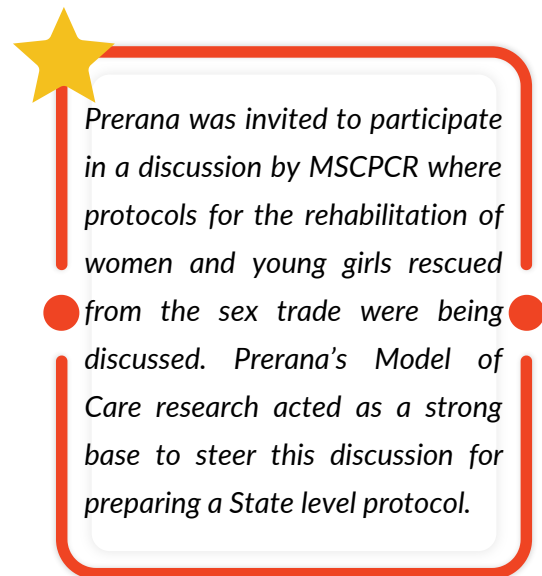 Prerana was invited to participate
in a discussion by MSCPCR where
protocols for the rehabilitation of
women and young girls rescued
from the sex trade were being
discussed. Prerana’s Model of
Care research acted as a strong
base to steer this discussion for
preparing a State level protocol.